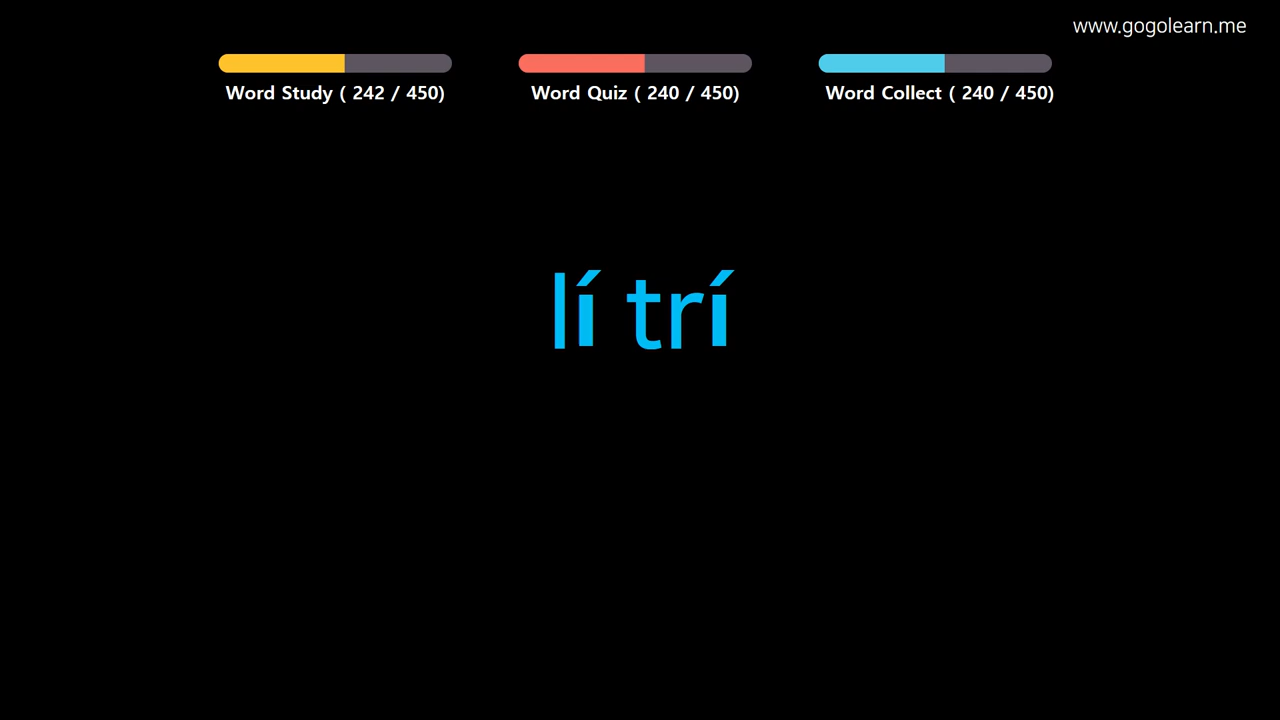 www.gogolearn.me
Word Study ( 242 / 450)
Word Quiz ( 240 / 450)
Word Collect ( 240 / 450)
lí trí